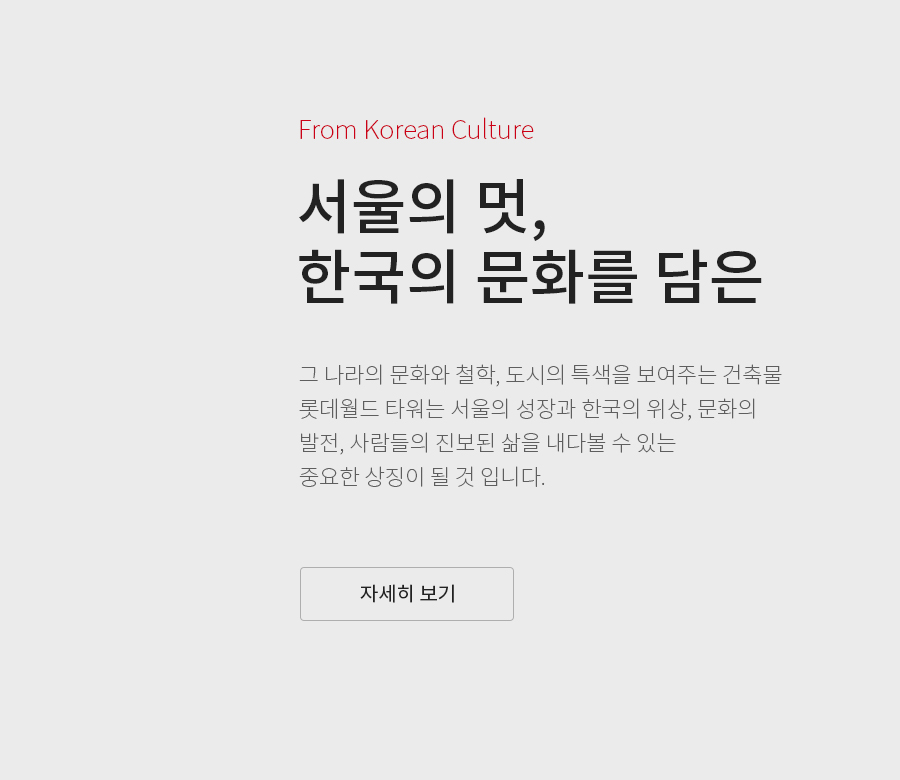 From Korean Culture
서울의 멋,
한국의 문화를 담은
그 나라의 문화와 철학, 도시의 특색을 보여주는 건축물
롯데월드 타워는 서울의 성장과 한국의 위상, 문화의
발전, 사람들의 진보된 삶을 내다볼 수 있는
중요한 상징이 될 것 입니다.
자세히 보기